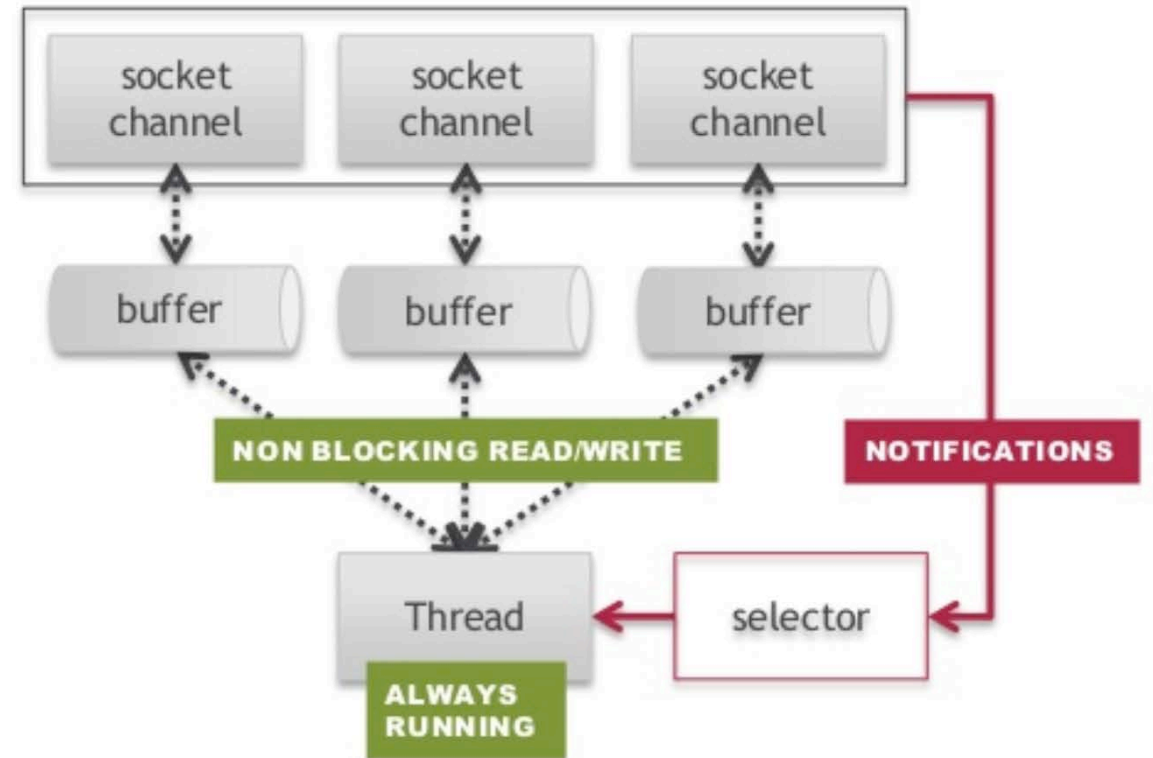 socket
channel
socket
channel
socket
channel
buffer
buffer
buffer
NON BLOCKING READ/WRITE
NOTIFICATIONS
Thread
selector
ALWAYS
RUNNING